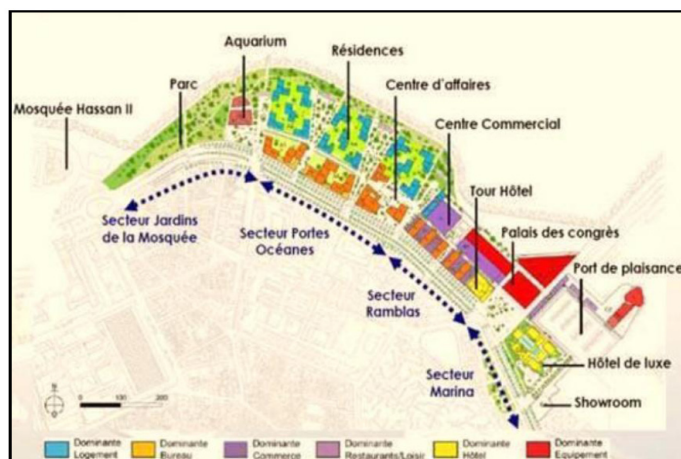 Aquarium
Résidences
Parc
Centre d'affaires
Mosquée Hassan II
Centre Commercial
Tour Hôtel
Secteur Jardins
de la Mosquée
Secteur Portes
Océanes
Palais des congrès
Port de plaisance
Secteur
Ramblas
Hôtel de luxe
Secteur
Marina
Showroom
0 100 200
Dominante
Logement
Dominante
Bureau
Dominante
Commerce
Dominante
Restaurants/Loisir
Dominante
Hôtel
Dominante
Equipement